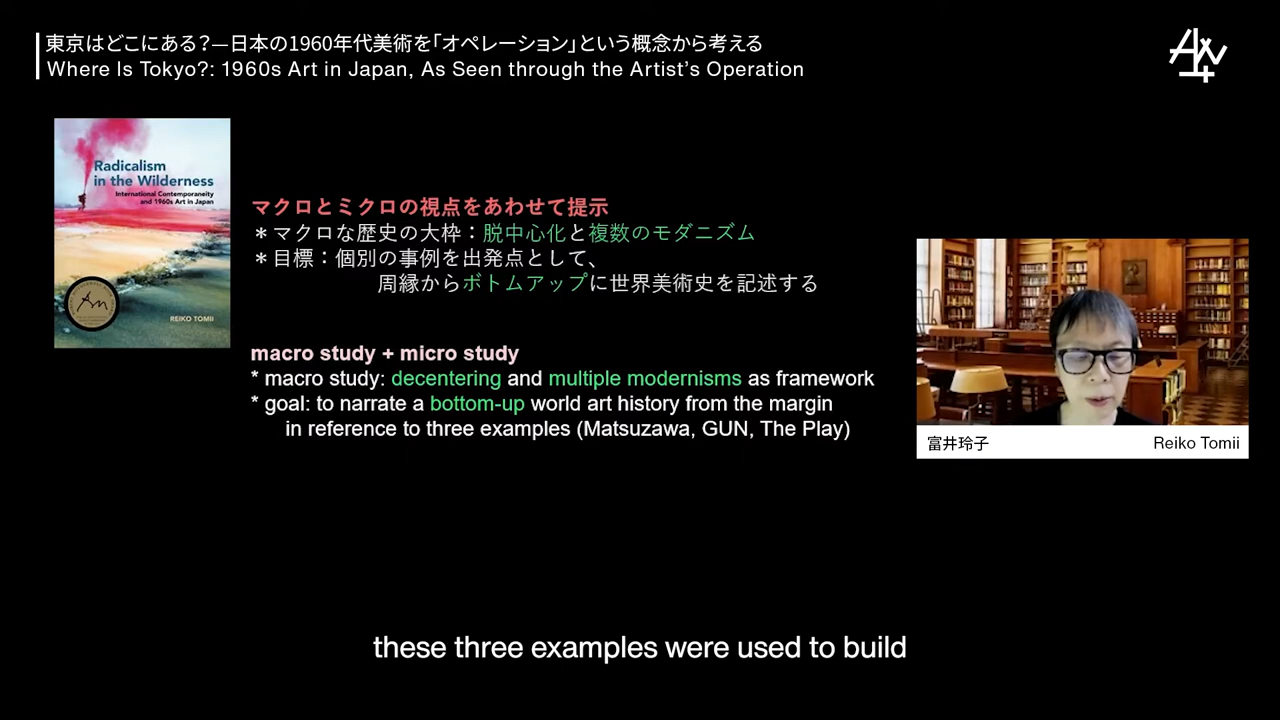 東京はどこにある?—日本の1960年代美術を「オペレーション」という概念から考える
Where Is Tokyo?: 1960s Art in Japan, As Seen through the Artist's Operation
Radicalism
in the Wilderness
International Contemporaneity
and 1960s Art in Japan
REIKO TOMII
マクロとミクロの視点をあわせて提示
＊マクロな歴史の大枠：脱中心化と複数のモダニズム
＊目標：個別の事例を出発点として、
周縁からボトムアップに世界美術史を記述する
macro study + micro study
* macro study: decentering and multiple modernisms as framework
* goal: to narrate a bottom-up world art history from the margin
in reference to three examples (Matsuzawa, GUN, The Play)
富井玲子 Reiko Tomii
these three examples were used to build